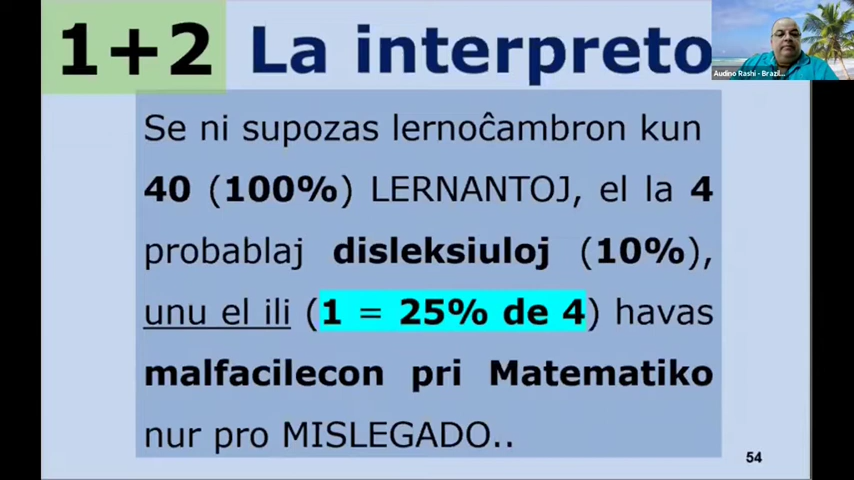 1+2 La interpreto
Audino Rashi - Brazil...
Se ni supozas lernoĉambron kun
40 (100%) LERNANTOJ, el la 4
probablaj disleksiuloj (10%),
unu el ili (1 = 25% de 4) havas
malfacilecon pri Matematiko
nur pro MISLEGADO..
54